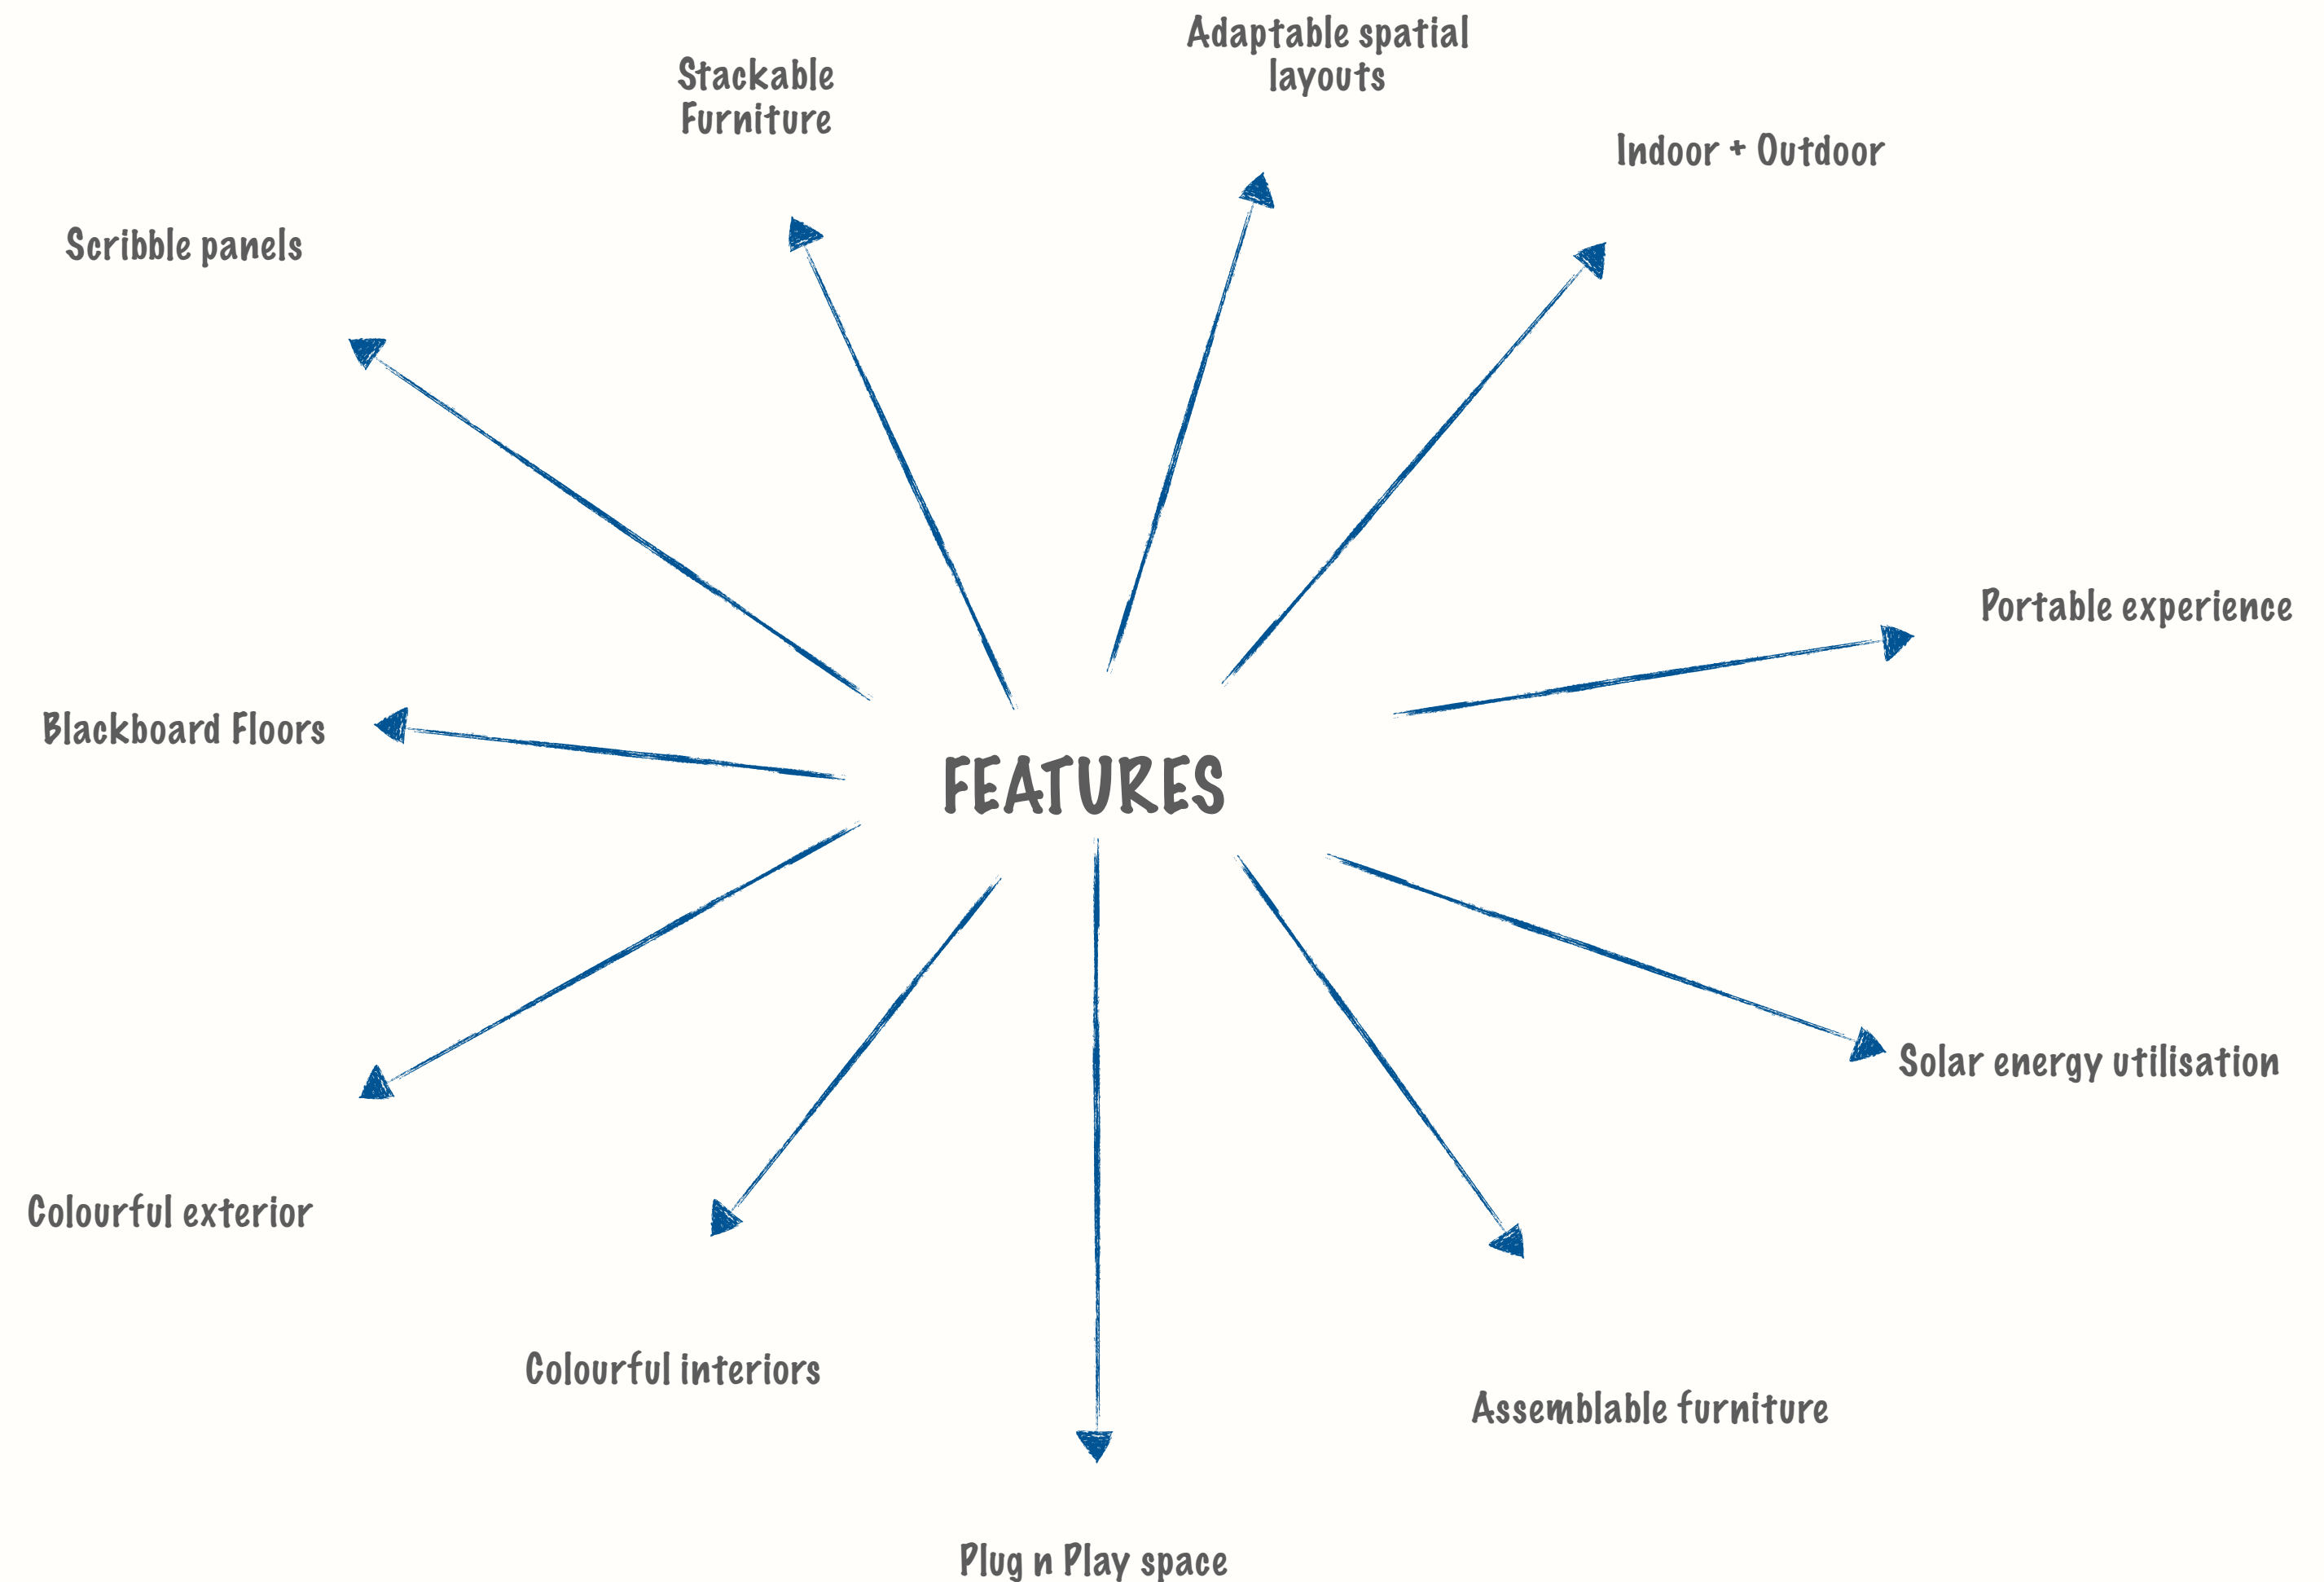 Adaptable spatial
layouts
Stackable
Furniture
Indoor + Outdoor
Scribble panels
Portable experience
Blackboard Floors
FEATURES
Solar energy utilisation
Colourful exterior
Colourful interiors
Assemblable furniture
Plug n Play space